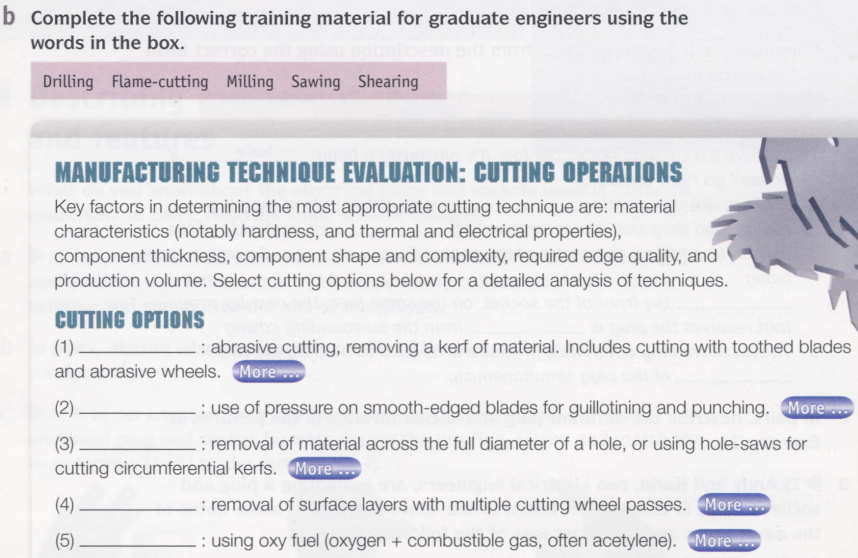 b Complete the following training material for graduate engineers using the
words in the box.
Drilling Flame-cutting Milling Sawing Shearing
MANUFACTURING TECHNIQUE EVALUATION: CUTTING OPERATIONS
Key factors in determining the most appropriate cutting technique are: material
characteristics (notably hardness, and thermal and electrical properties),
component thickness, component shape and complexity, required edge quality, and
production volume. Select cutting options below for a detailed analysis of techniques.
CUTTING OPTIONS
(1) ____________ : abrasive cutting, removing a kerf of material. Includes cutting with toothed blades
and abrasive wheels. More ...
(2) ____________ : use of pressure on smooth-edged blades for guillotining and punching. More ...
(3) ____________ : removal of material across the full diameter of a hole, or using hole-saws for
cutting circumferential kerfs. More ...
(4) ____________ : removal of surface layers with multiple cutting wheel passes. More ...
(5) ____________ : using oxy fuel (oxygen + combustible gas, often acetylene). More ...